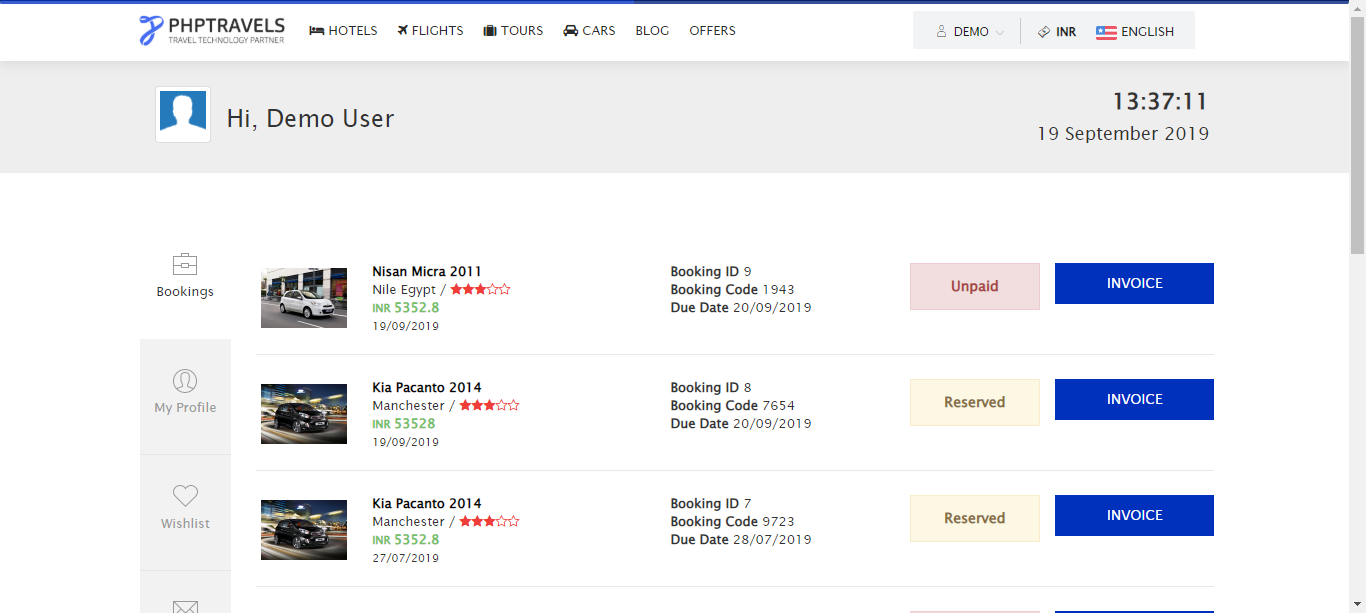 PHPTRAVELS
TRAVEL TECHNOLOGY PARTNER
HOTELS FLIGHTS TOURS CARS BLOG OFFERS
DEMO INR ENGLISH
Hi, Demo User
13:37:11
19 September 2019
Bookings
My Profile
Wishlist
Nisan Micra 2011
Nile Egypt /
INR 5352.8
19/09/2019
Booking ID 9
Booking Code 1943
Due Date 20/09/2019
Unpaid
INVOICE
Kia Pacanto 2014
Manchester /
INR 53528
19/09/2019
Booking ID 8
Booking Code 7654
Due Date 20/09/2019
Reserved
INVOICE
Kia Pacanto 2014
Manchester /
INR 5352.8
27/07/2019
Booking ID 7
Booking Code 9723
Due Date 28/07/2019
Reserved
INVOICE